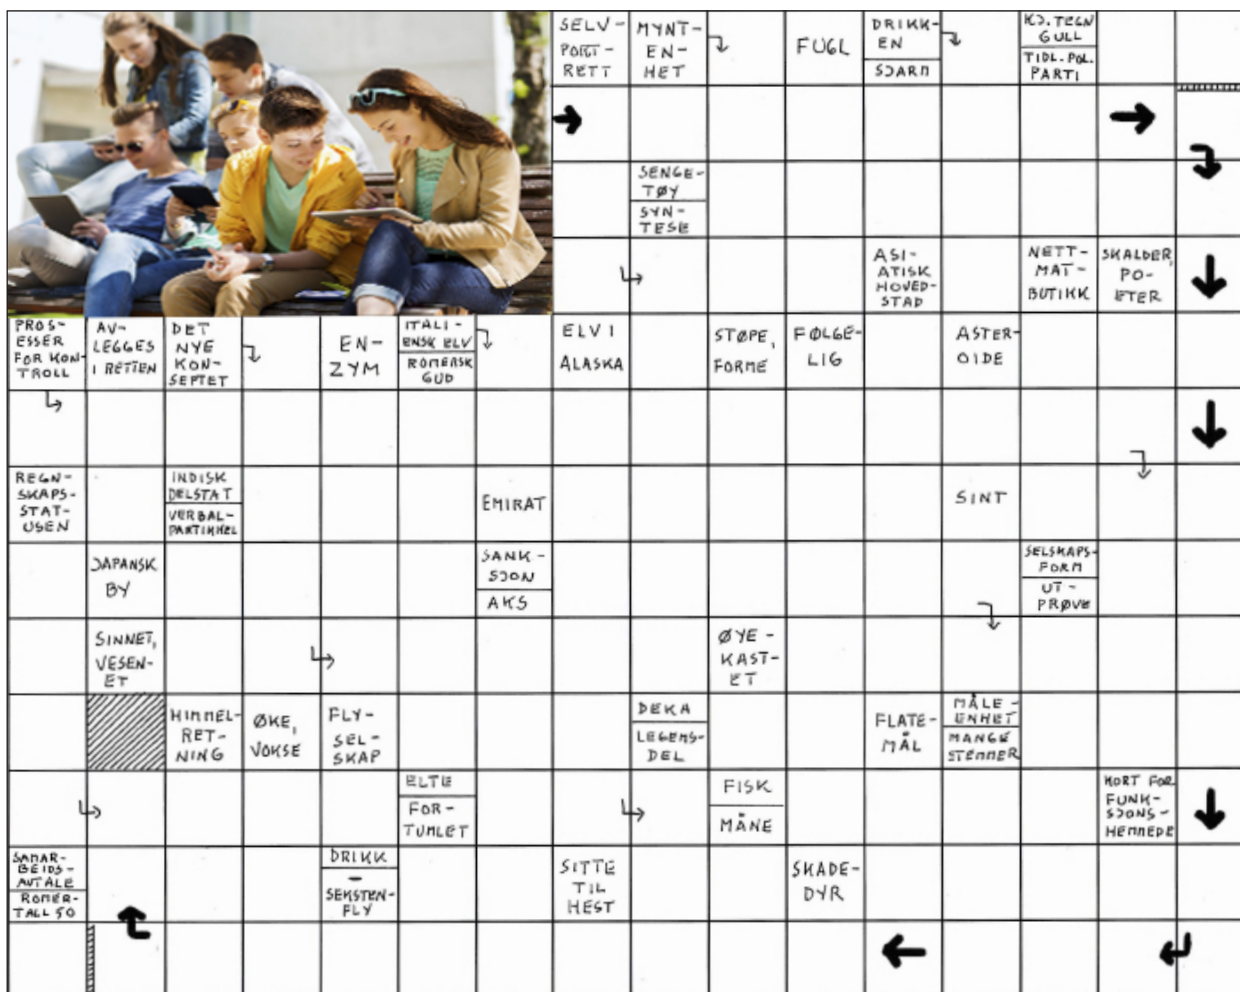 SELV-
PORT-
RETT
MYNT-
EN-
HET
FUGL
DRIKK-
EN
SJARM
KJ.TEGN
GULL
TIDL.POL.
PARTI
SENGE-
TØY
SYN-
TESE
ASI-
ATISK
HOVED-
STAD
NETT-
MAT-
BUTIKK
SKALDER,
PO-
ETER
PROS-
ESSER
FOR KON-
TROLL
AV-
LEGGES
I RETTEN
DET
NYE
KON-
SEPTET
EN-
ZYM
ITALI-
ENSK ELV
ROMERSK
GUD
ELV I
ALASKA
STØPE,
FORME
FØLGE-
LIG
ASTER-
OIDE
REGN-
SKAPS-
STAT-
USEN
INDISK
DELSTAT
VERBAL-
PARTIKKEL
EMIRAT
SINT
JAPANSK
BY
SANK-
SJON
AKS
SELSKAPS-
FORM
UT-
PRØVE
SINNET,
VESEN-
ET
ØYE-
KAST-
ET
HIMMEL-
RET-
NING
ØKE,
VOKSE
FLY-
SEL-
SKAP
DEKA
LEGEMS-
DEL
FLATE-
MÅL
MÅLE-
ENHET
MANGE
STEMMER
ELTE
FOR-
TUMLET
FISK
MÅNE
KORT FOR
FUNK-
SJONS-
HEMMEDE
SAMAR-
BEIDS-
AVTALE
ROMER-
TALL 50
DRIKK
-
SEKSTEN-
FLY
SITTE
TIL
HEST
SKADE-
DYR